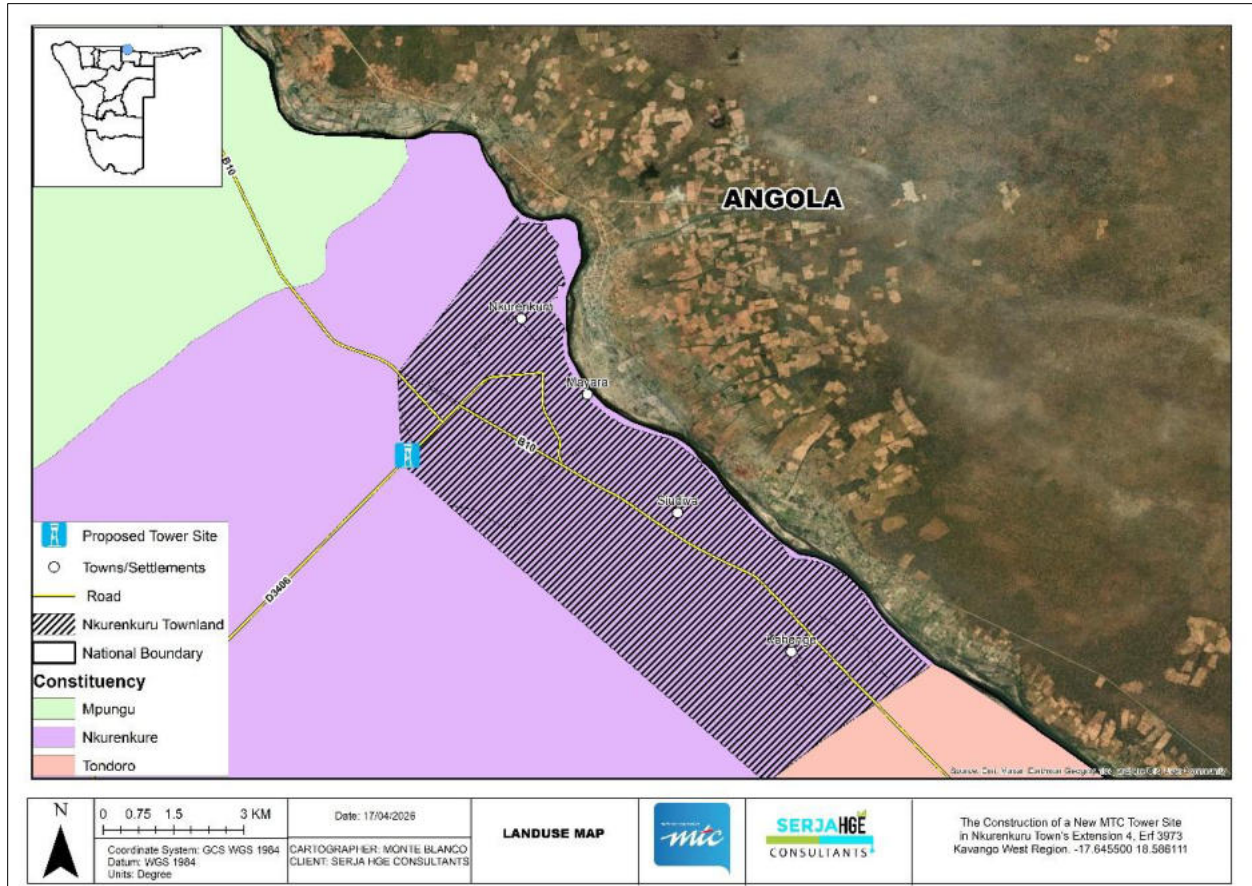 ANGOLA
B10
Nkurenkuru
Mayara
B10
Siudiva
Kahenge
D3406
Proposed Tower Site
Towns/Settlements
Road
Nkurenkuru Townland
National Boundary
Constituency
Mpungu
Nkurenkure
Tondoro
N
0 0.75 1.5 3 KM
Coordinate System: GCS WGS 1984
Datum: WGS 1984
Units: Degree
Date: 17/04/2026
CARTOGRAPHER: MONTE BLANCO
CLIENT: SERJA HGE CONSULTANTS
LANDUSE MAP
mtc
SERJA HGE
CONSULTANTS
The Construction of a New MTC Tower Site
in Nkurenkuru Town's Extension 4, Erf 3973
Kavango West Region. -17.645500 18.586111